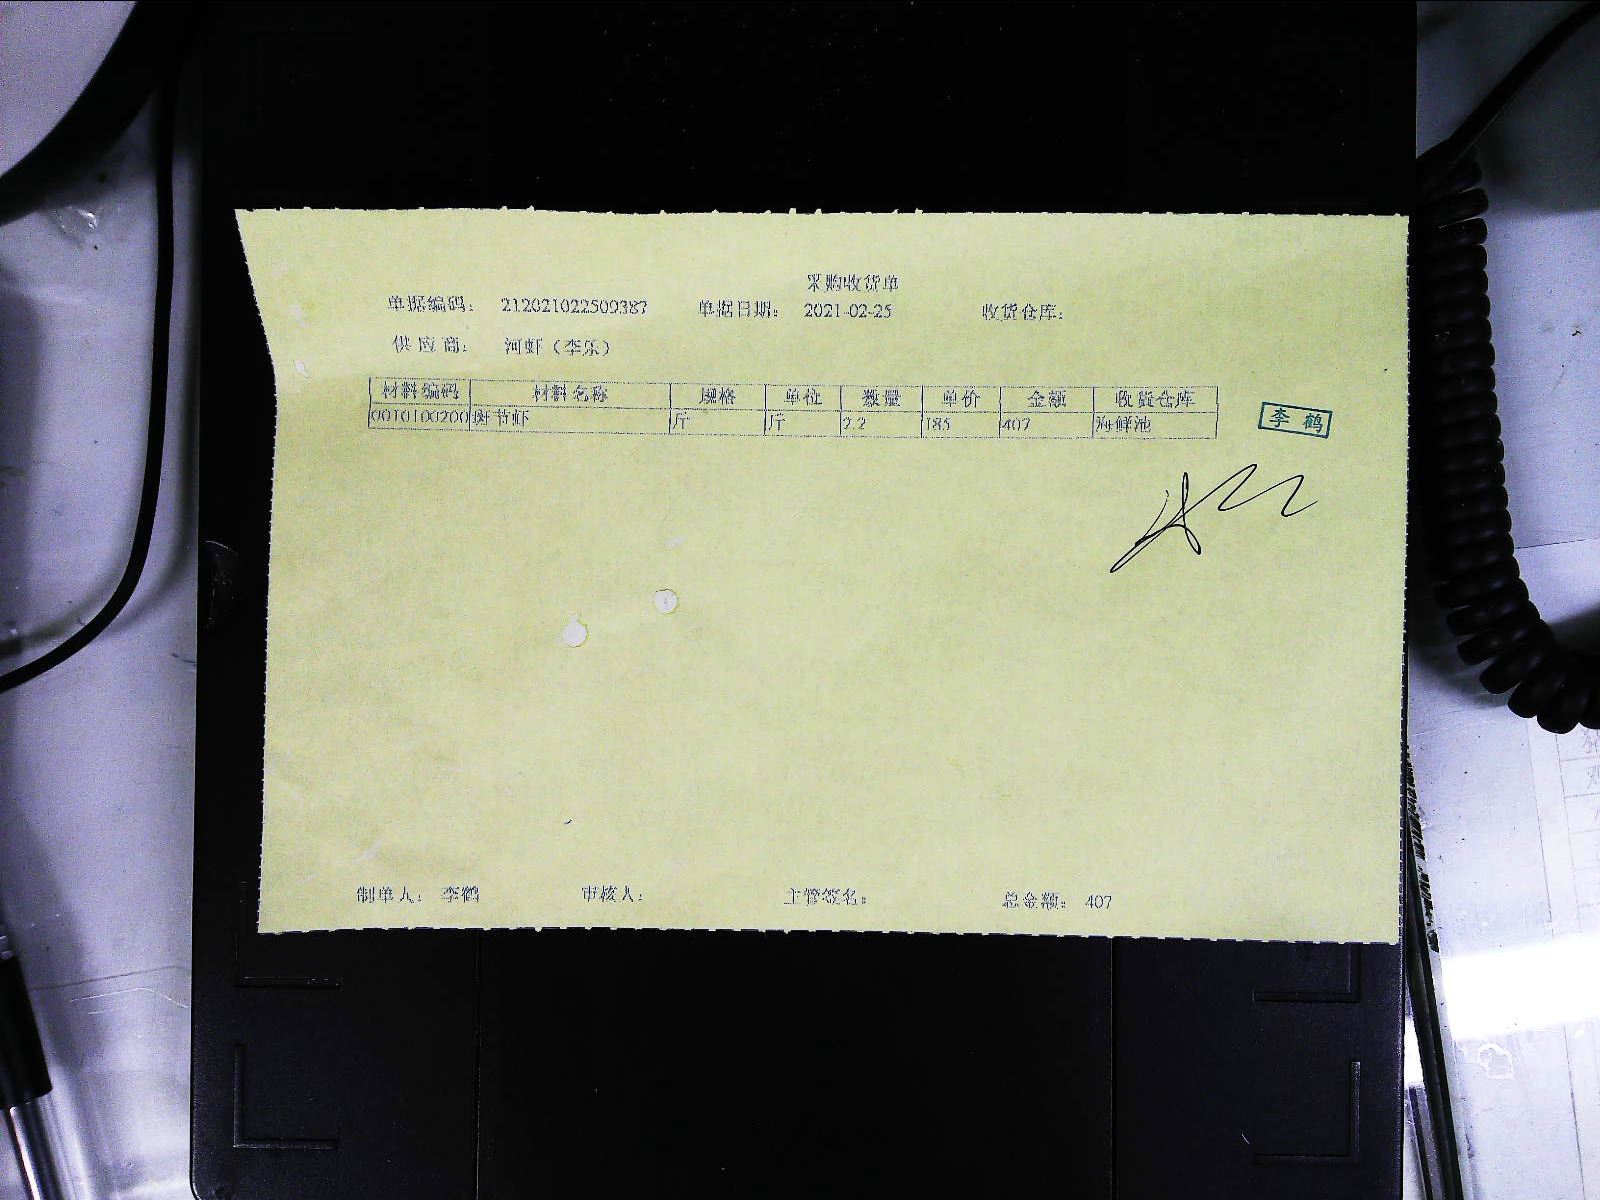 采购收货单
单据编码： 212021022509387 单据日期： 2021-02-25 收货仓库：
供应商： 河虾（李乐）
材料编码 材料名称 规格 单位 数量 单价 金额 收货仓库
0010100200 斑节虾 斤 斤 2.2 185 407 海鲜池
李鹤
制单人： 李鹤 审核人： 主管签名： 总金额： 407